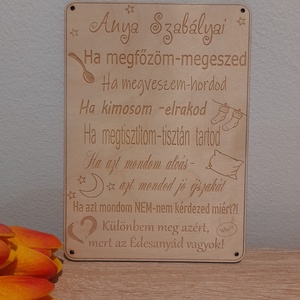 Anya Szabályai
Ha megfőzöm-megeszed
Ha megveszem-hordod
Ha kimosom -elrakod
Ha megtisztítom-tisztán tartod
Ha azt mondom alvás-
azt mondod jó éjszakát
Ha azt mondom NEM-nem kérdezed miért?!
Különben meg azért,
mert az Édesanyád vagyok!